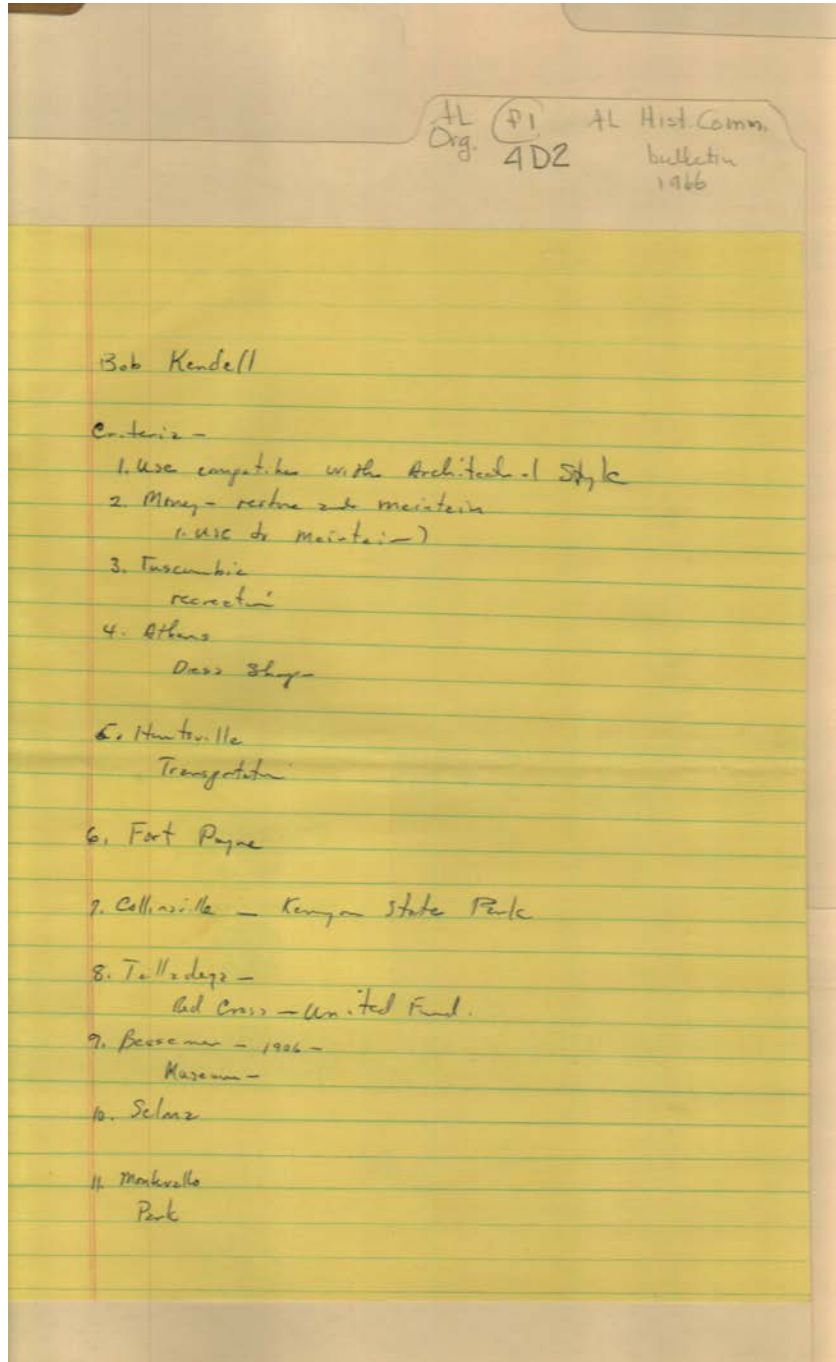 AL (P1 AL Hist. Comm.
Org. 4D2 bulletin
1966
Bob Kendell
Criteria -
1. Use compatible with Architectural Style
2. Money - restore and maintain
(. use to maintain)
3. Tuscumbia
recreation
4. Athens
Dress Shop -
5. Huntsville
Transportation
6. Fort Payne
7. Collinsville - State Park
8. Talladega -
Red Cross - United Fund.
9. Bessemer - 1906 -
Museum -
10. Selma
11. Montevallo
Park